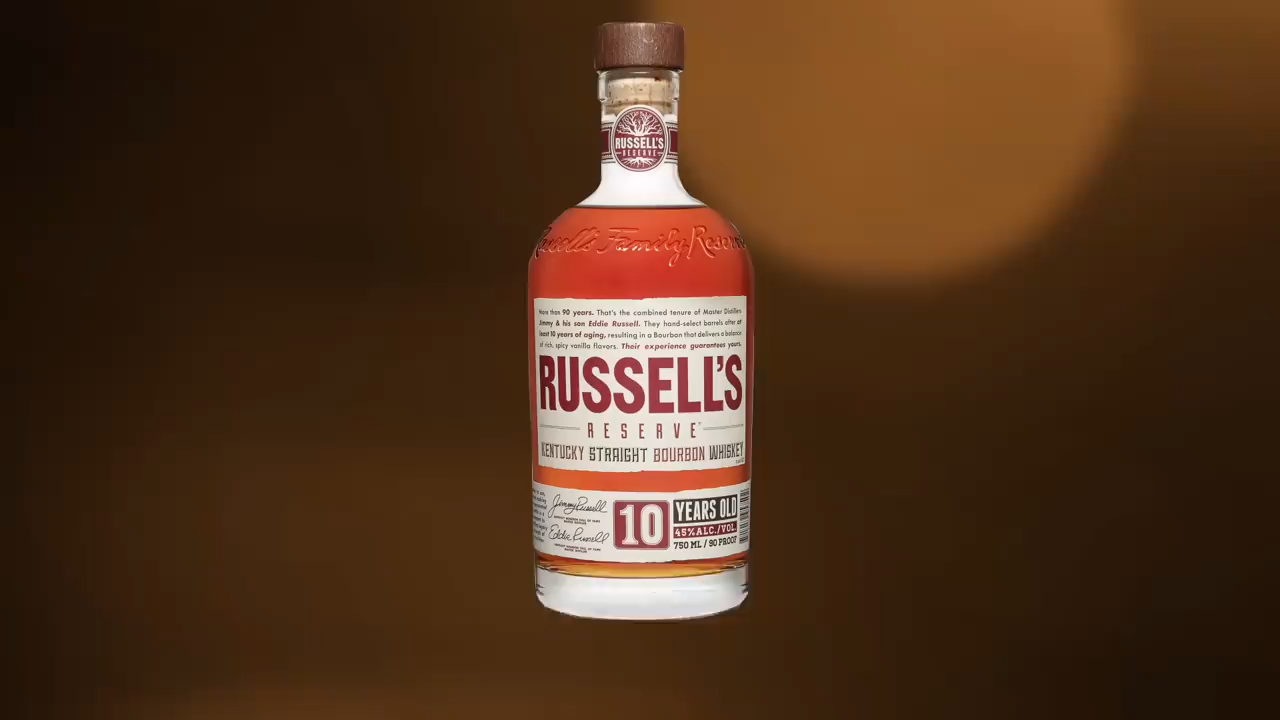 RUSSELL'S
RESERVE
Russell's Family Reserve
More than 90 years. That's the combined tenure of Master Distillers
Jimmy & his son Eddie Russell. They hand-select barrels after at
least 10 years of aging, resulting in a Bourbon that delivers a balance
of rich, spicy vanilla flavors. Their experience guarantees yours.
RUSSELL'S
RESERVE
KENTUCKY STRAIGHT BOURBON WHISKEY
Jimmy Russell
Eddie Russell
10
YEARS OLD
45% ALC./VOL.
750 ML / 90 PROOF